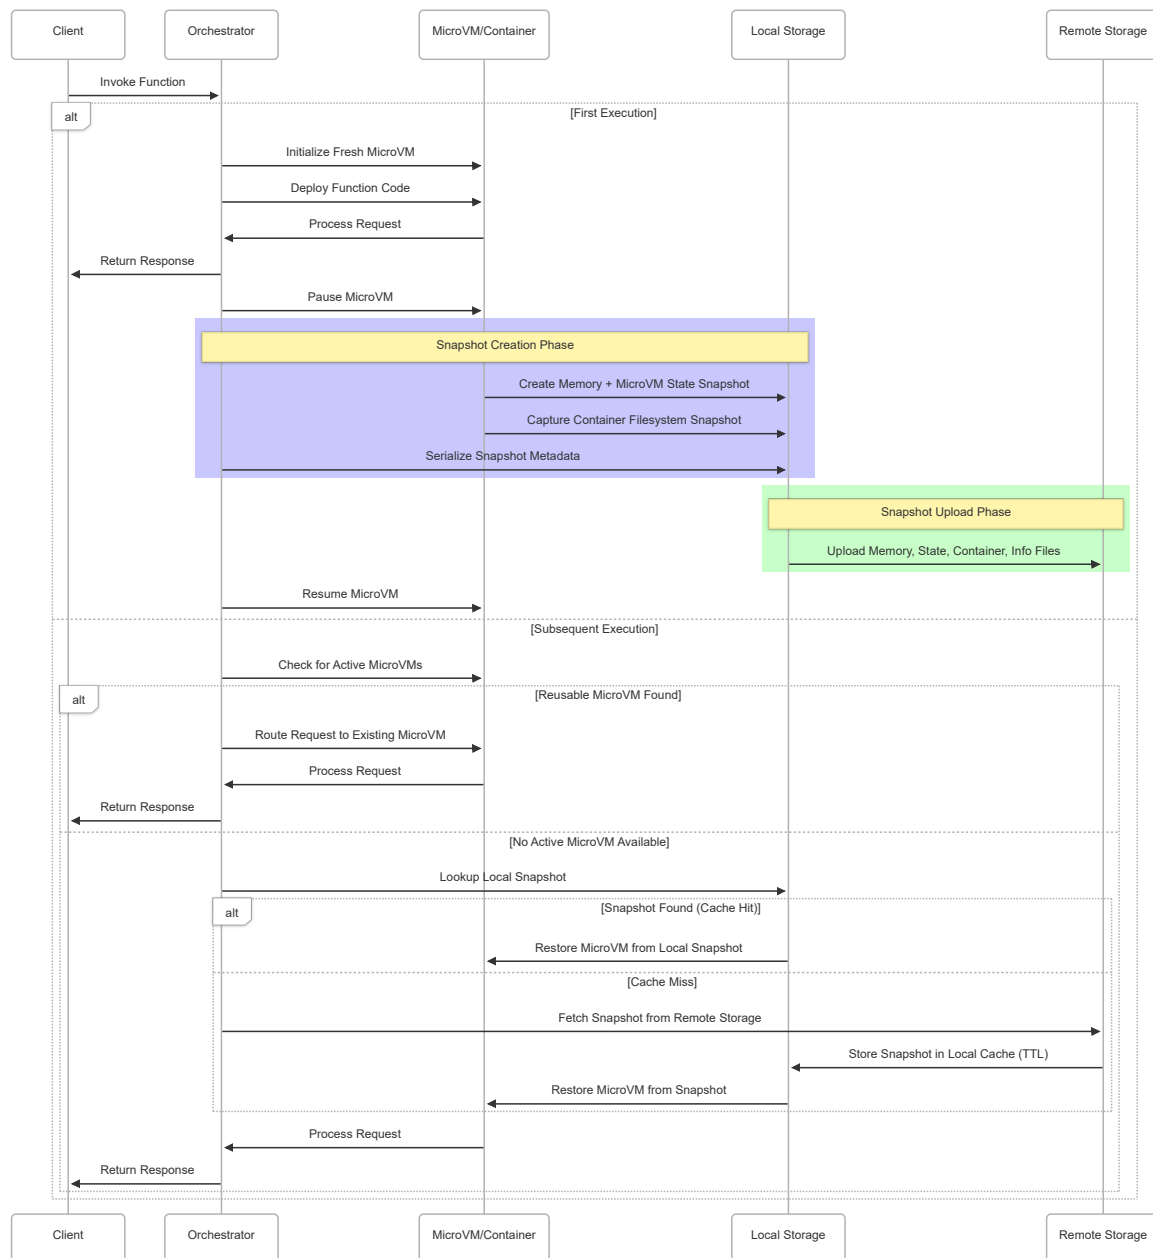 Client
Orchestrator
MicroVM/Container
Local Storage
Remote Storage
Invoke Function
alt
[First Execution]
Initialize Fresh MicroVM
Deploy Function Code
Process Request
Return Response
Pause MicroVM
Snapshot Creation Phase
Create Memory + MicroVM State Snapshot
Capture Container Filesystem Snapshot
Serialize Snapshot Metadata
Snapshot Upload Phase
Upload Memory, State, Container, Info Files
Resume MicroVM
[Subsequent Execution]
Check for Active MicroVMs
alt
[Reusable MicroVM Found]
Route Request to Existing MicroVM
Process Request
Return Response
[No Active MicroVM Available]
Lookup Local Snapshot
alt
[Snapshot Found (Cache Hit)]
Restore MicroVM from Local Snapshot
[Cache Miss]
Fetch Snapshot from Remote Storage
Store Snapshot in Local Cache (TTL)
Restore MicroVM from Snapshot
Process Request
Return Response
Client
Orchestrator
MicroVM/Container
Local Storage
Remote Storage